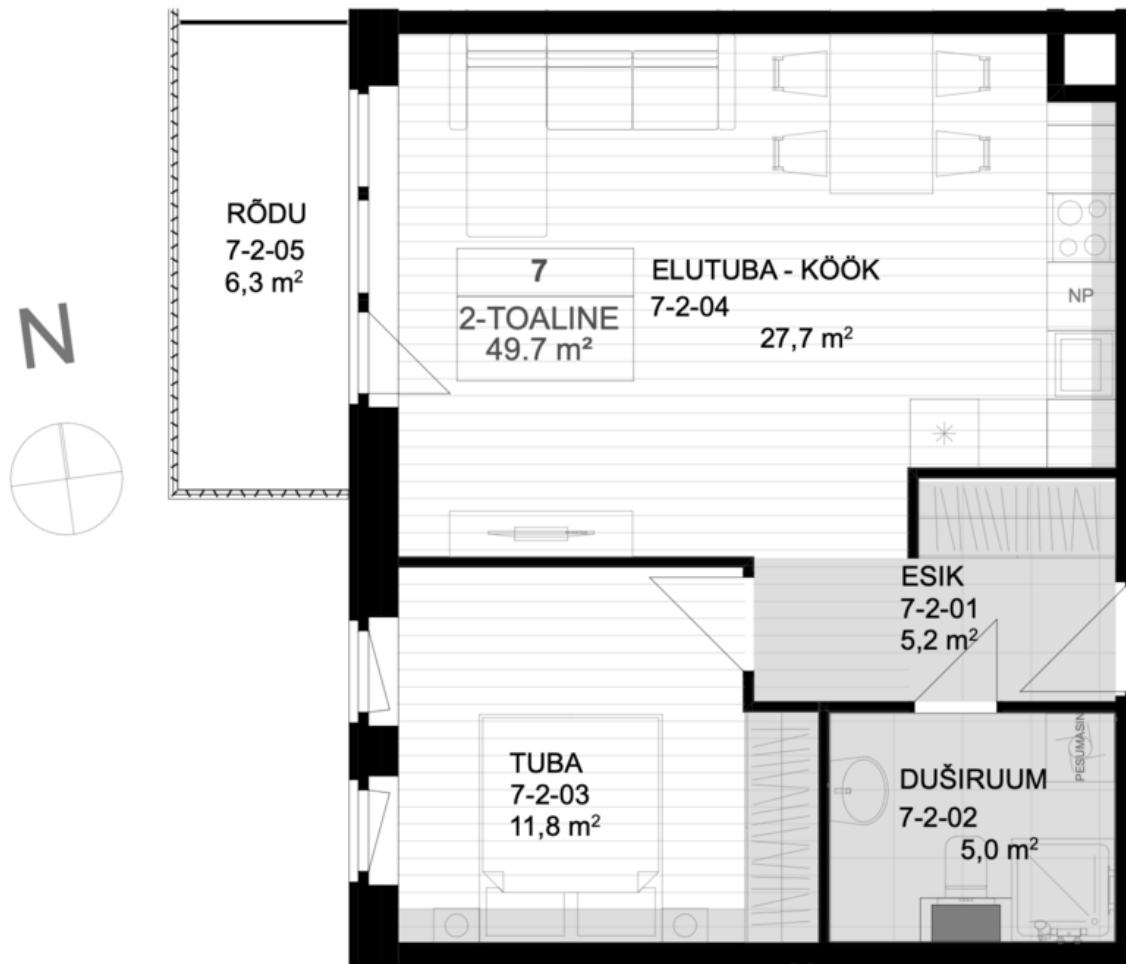 RÕDU
7-2-05
6,3 m²
N
7
2-TOALINE
49.7 m²
ELUTUBA - KÖÖK
7-2-04
27,7 m²
NP
ESIK
7-2-01
5,2 m²
TUBA
7-2-03
11,8 m²
DUŠIRUUM
7-2-02
5,0 m²
PESUMASIN